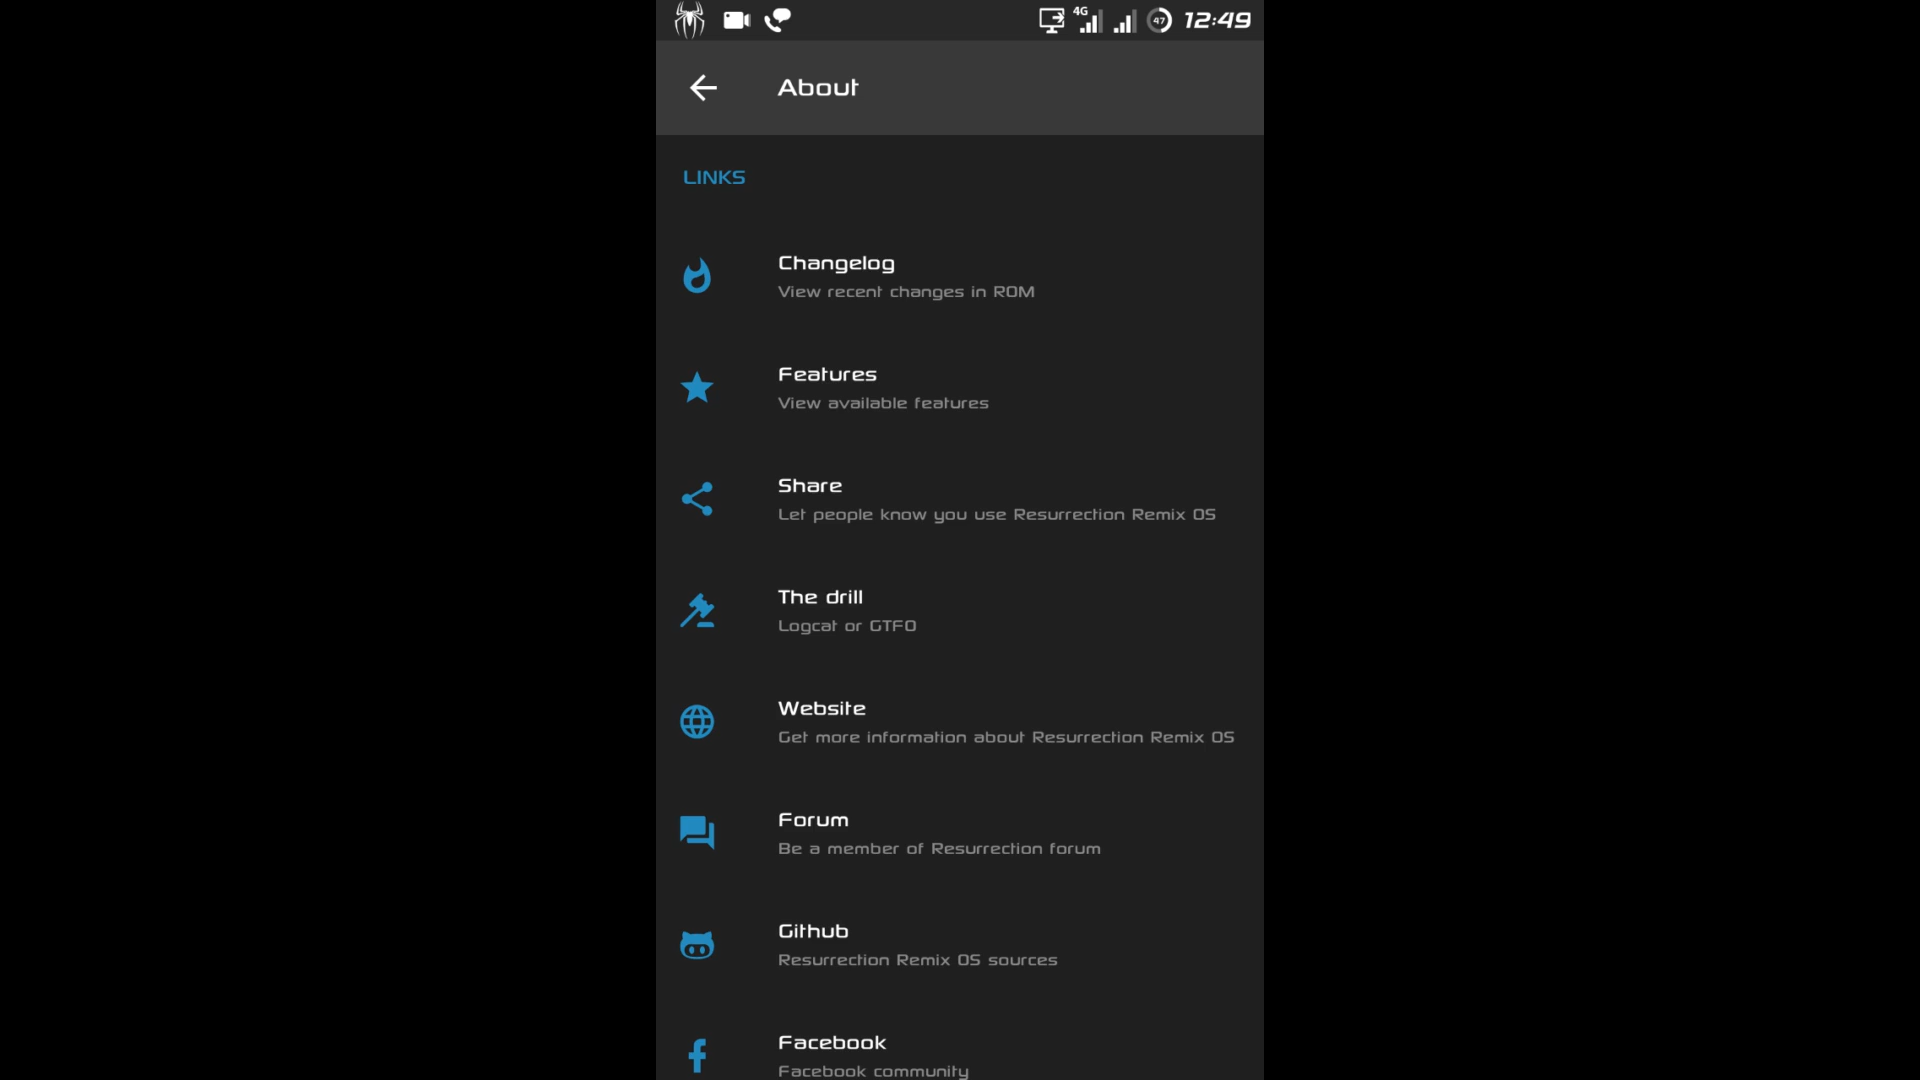 4G
47
12:49
About
LINKS
Changelog
View recent changes in ROM
Features
View available features
Share
Let people know you use Resurrection Remix OS
The drill
Logcat or GTFO
Website
Get more information about Resurrection Remix OS
Forum
Be a member of Resurrection forum
Github
Resurrection Remix OS sources
Facebook
Facebook community